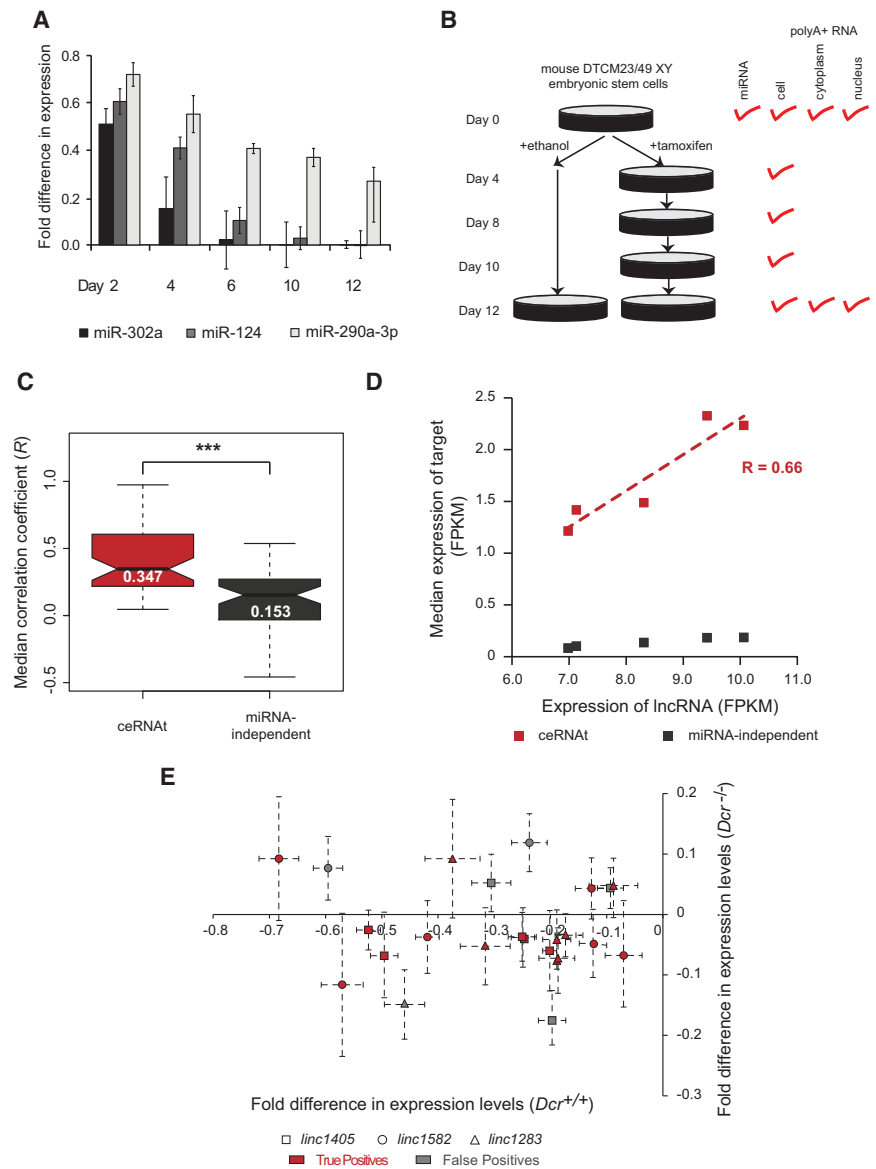 A
Fold difference in expression
0.8
0.6
0.4
0.2
0.0
Day 2
4
6
10
12
miR-302a
miR-124
miR-290a-3p
B
polyA+ RNA
mouse DTCM23/49 XY
embryonic stem cells
miRNA
cell
cytoplasm
nucleus
Day 0
+ethanol
+tamoxifen
Day 4
Day 8
Day 10
Day 12
C
Median correlation coefficient (R)
1.0
0.5
0.0
-0.5
***
0.347
0.153
ceRNAt
miRNA-
independent
D
Median expression of target
(FPKM)
2.5
2.0
1.5
1.0
0.5
0
R = 0.66
6.0
7.0
8.0
9.0
10.0
11.0
Expression of lncRNA (FPKM)
ceRNAt
miRNA-independent
E
0.2
0.1
0
-0.1
-0.2
-0.3
-0.8
-0.7
-0.6
-0.5
-0.4
-0.3
-0.2
-0.1
0
Fold difference in expression levels (Dcr-/-)
Fold difference in expression levels (Dcr+/+)
linc1405
linc1582
linc1283
True Positives
False Positives